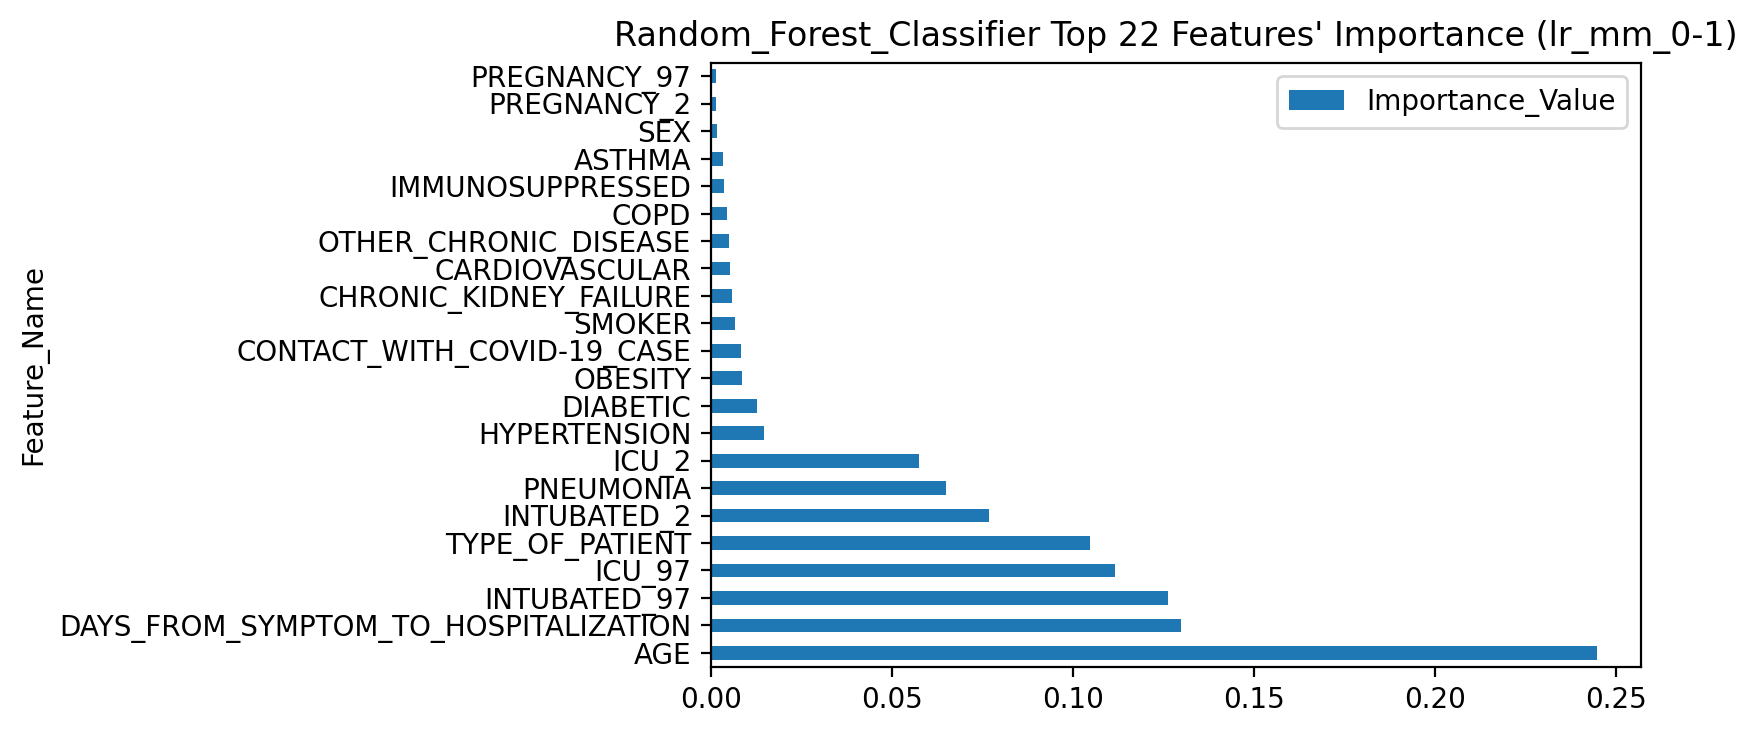 Random_Forest_Classifier Top 22 Features' Importance (lr_mm_0-1)
Importance_Value
Feature_Name
PREGNANCY_97
PREGNANCY_2
SEX
ASTHMA
IMMUNOSUPPRESSED
COPD
OTHER_CHRONIC_DISEASE
CARDIOVASCULAR
CHRONIC_KIDNEY_FAILURE
SMOKER
CONTACT_WITH_COVID-19_CASE
OBESITY
DIABETIC
HYPERTENSION
ICU_2
PNEUMONIA
INTUBATED_2
TYPE_OF_PATIENT
ICU_97
INTUBATED_97
DAYS_FROM_SYMPTOM_TO_HOSPITALIZATION
AGE
0.00 0.05 0.10 0.15 0.20 0.25